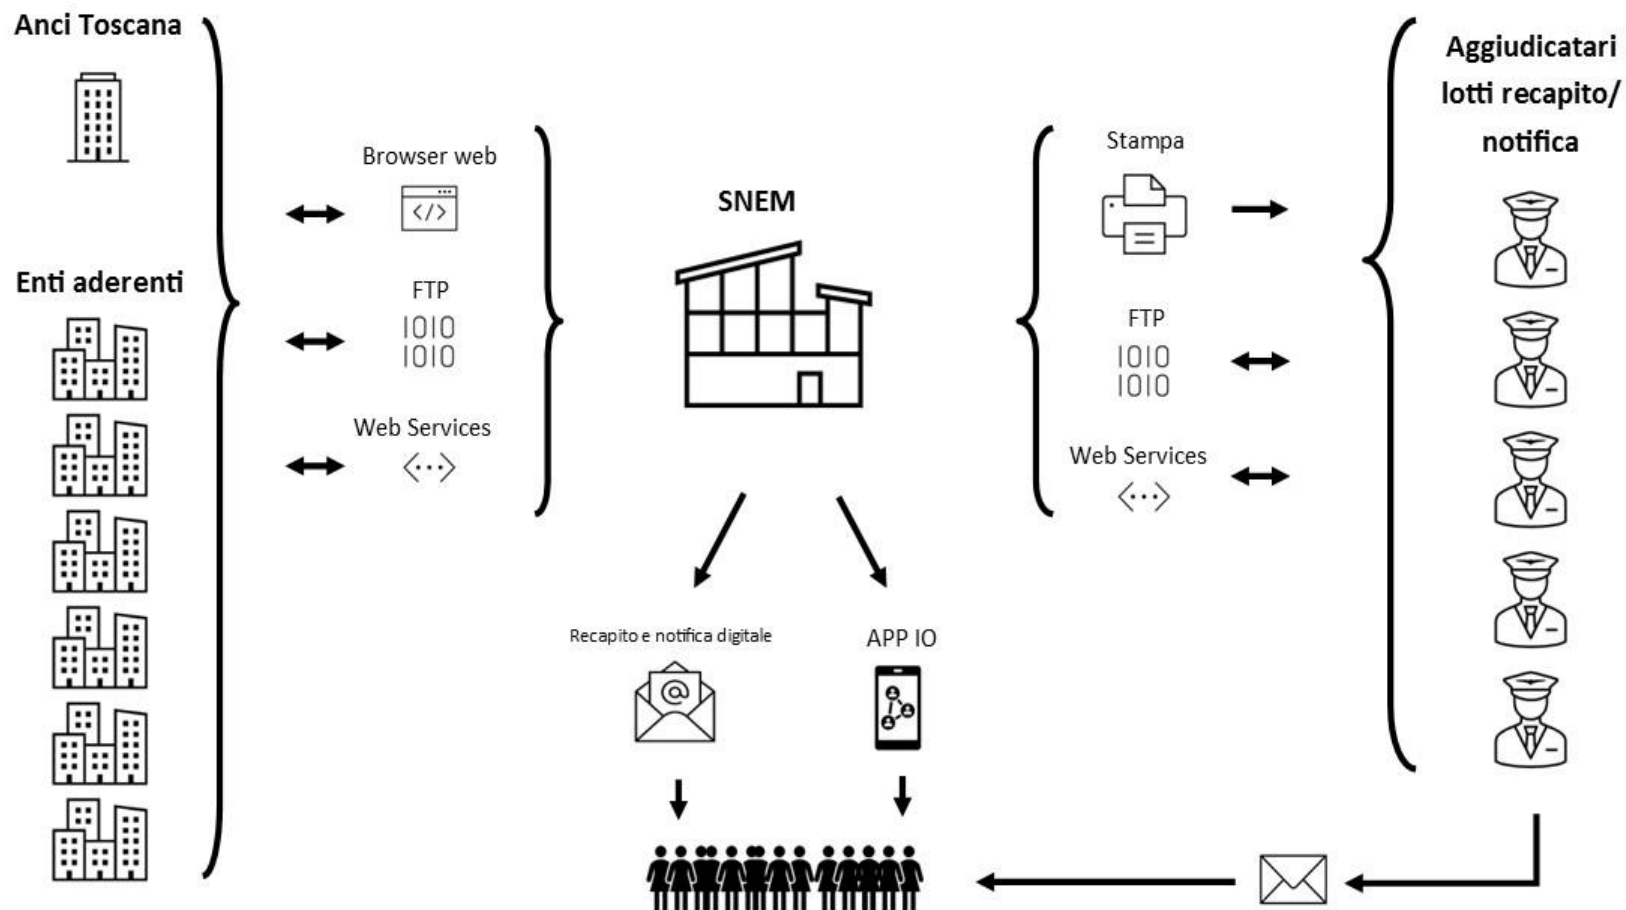 Anci Toscana
Enti aderenti
Browser web
</>
FTP
1010
1010
Web Services
<···>
SNEM
Recapito e notifica digitale
@
APP IO
Stampa
FTP
1010
1010
Web Services
<···>
Aggiudicatari
lotti recapito/
notifica